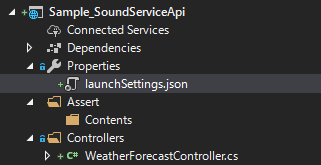 Sample_SoundServiceApi
Connected Services
Dependencies
Properties
launchSettings.json
Assert
Contents
Controllers
WeatherForecastController.cs